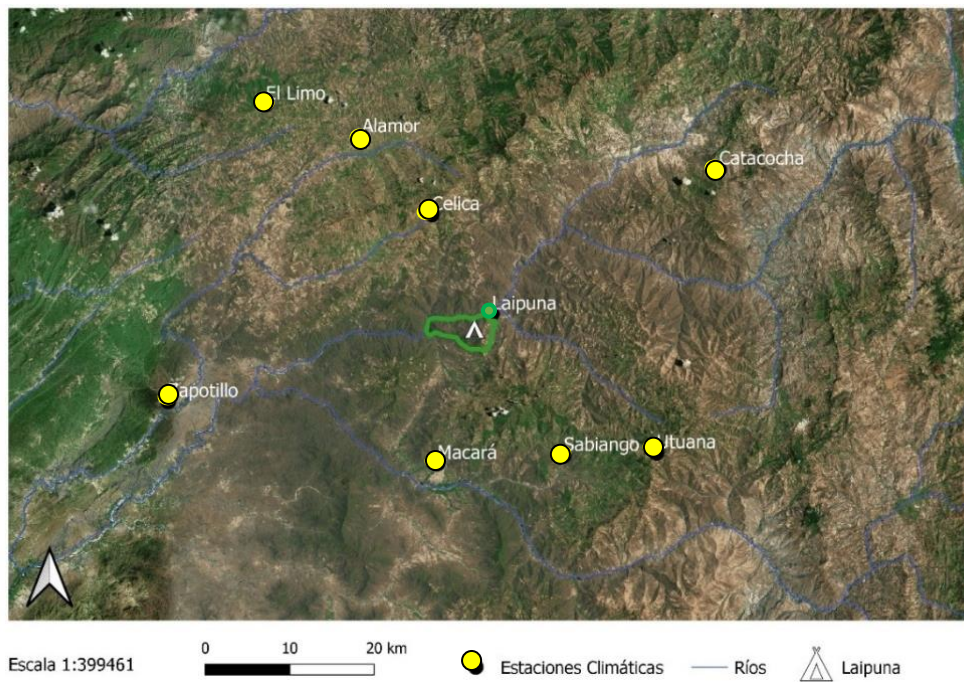 El Limo
Alamor
Catacocha
Celica
Laipuna
Zapotillo
Macará
Sabiango
Utuana
0 10 20 km
Escala 1:399461
Estaciones Climáticas
Ríos
Laipuna